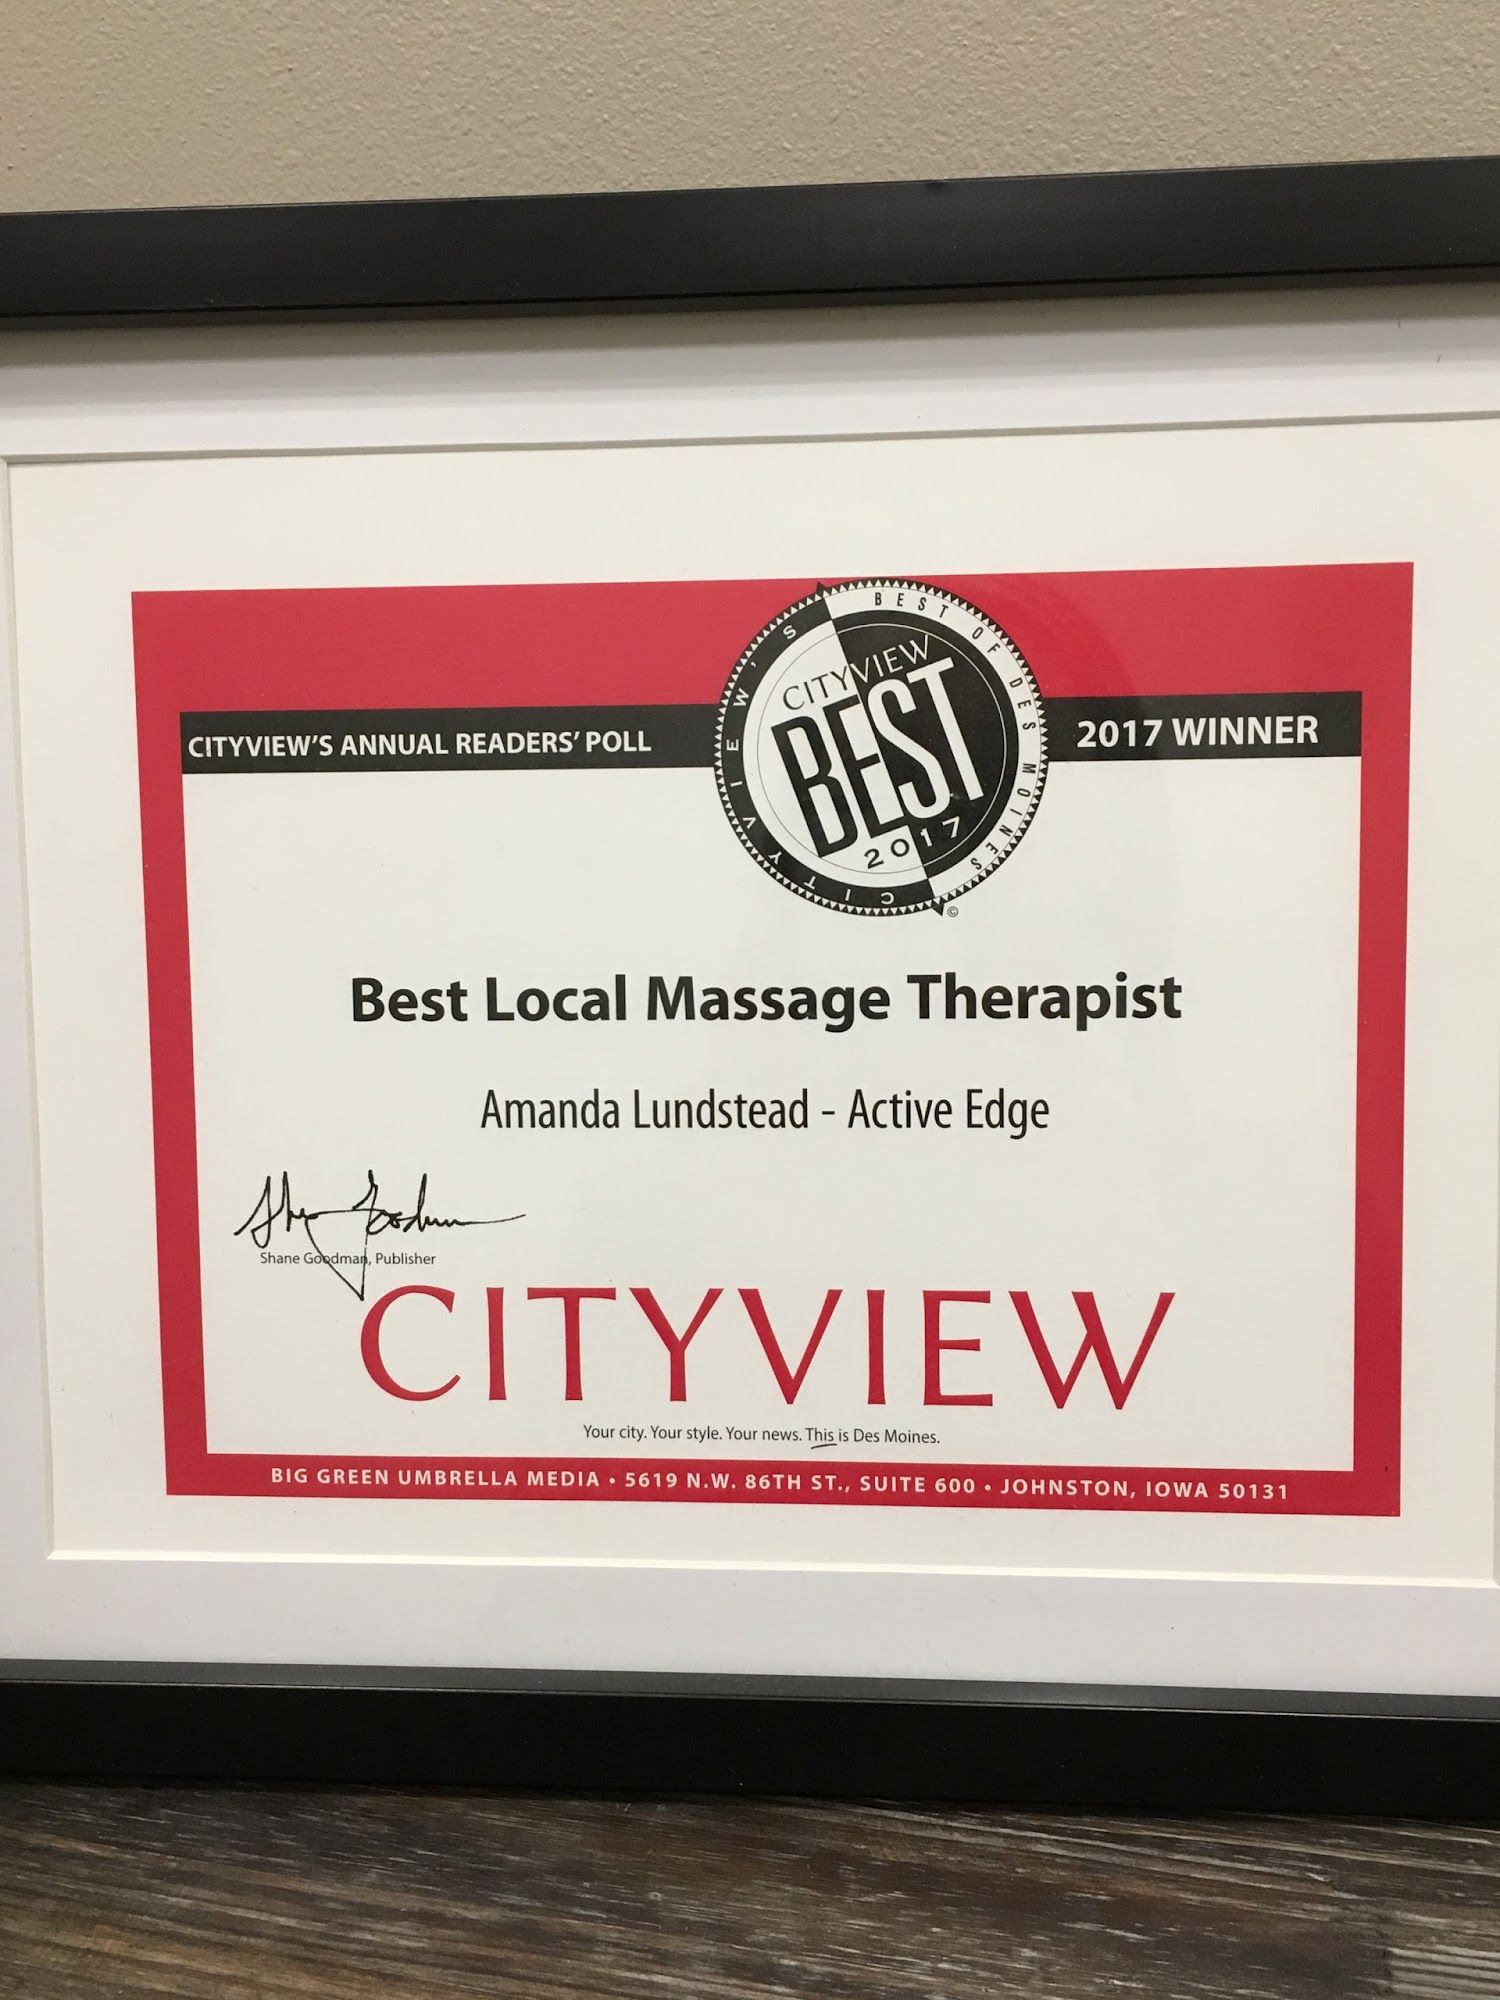 CITYVIEW'S BEST OF DES MOINES
CITYVIEW
BEST
2017
©
CITYVIEW'S ANNUAL READERS' POLL
2017 WINNER
Best Local Massage Therapist
Amanda Lundstead - Active Edge
Shane Goodman
Shane Goodman, Publisher
CITYVIEW
Your city. Your style. Your news. This is Des Moines.
BIG GREEN UMBRELLA MEDIA • 5619 N.W. 86TH ST., SUITE 600 • JOHNSTON, IOWA 50131